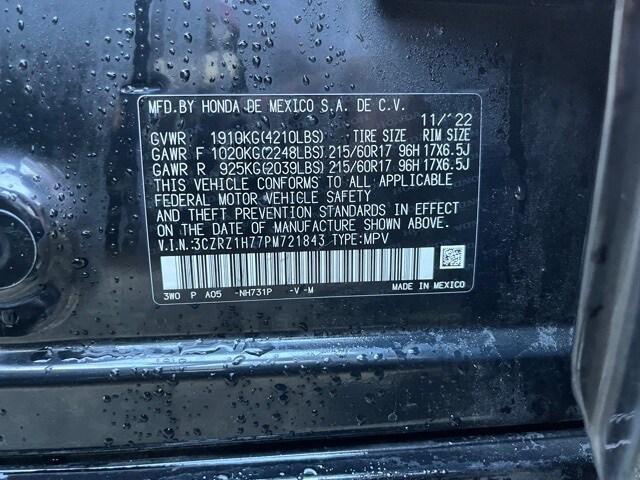 MFD.BY HONDA DE MEXICO S.A. DE C.V.
11/'22
GVWR 1910KG(4210LBS) TIRE SIZE RIM SIZE
GAWR F 1020KG(2248LBS) 215/60R17 96H 17X6.5J
GAWR R 925KG(2039LBS) 215/60R17 96H 17X6.5J
THIS VEHICLE CONFORMS TO ALL APPLICABLE
FEDERAL MOTOR VEHICLE SAFETY
AND THEFT PREVENTION STANDARDS IN EFFECT
ON THE DATE OF MANUFACTURE SHOWN ABOVE.
V.I.N.:3CZRZ1H77PM721843 TYPE:MPV
3W0 P A05 -NH731P -V-M MADE IN MEXICO